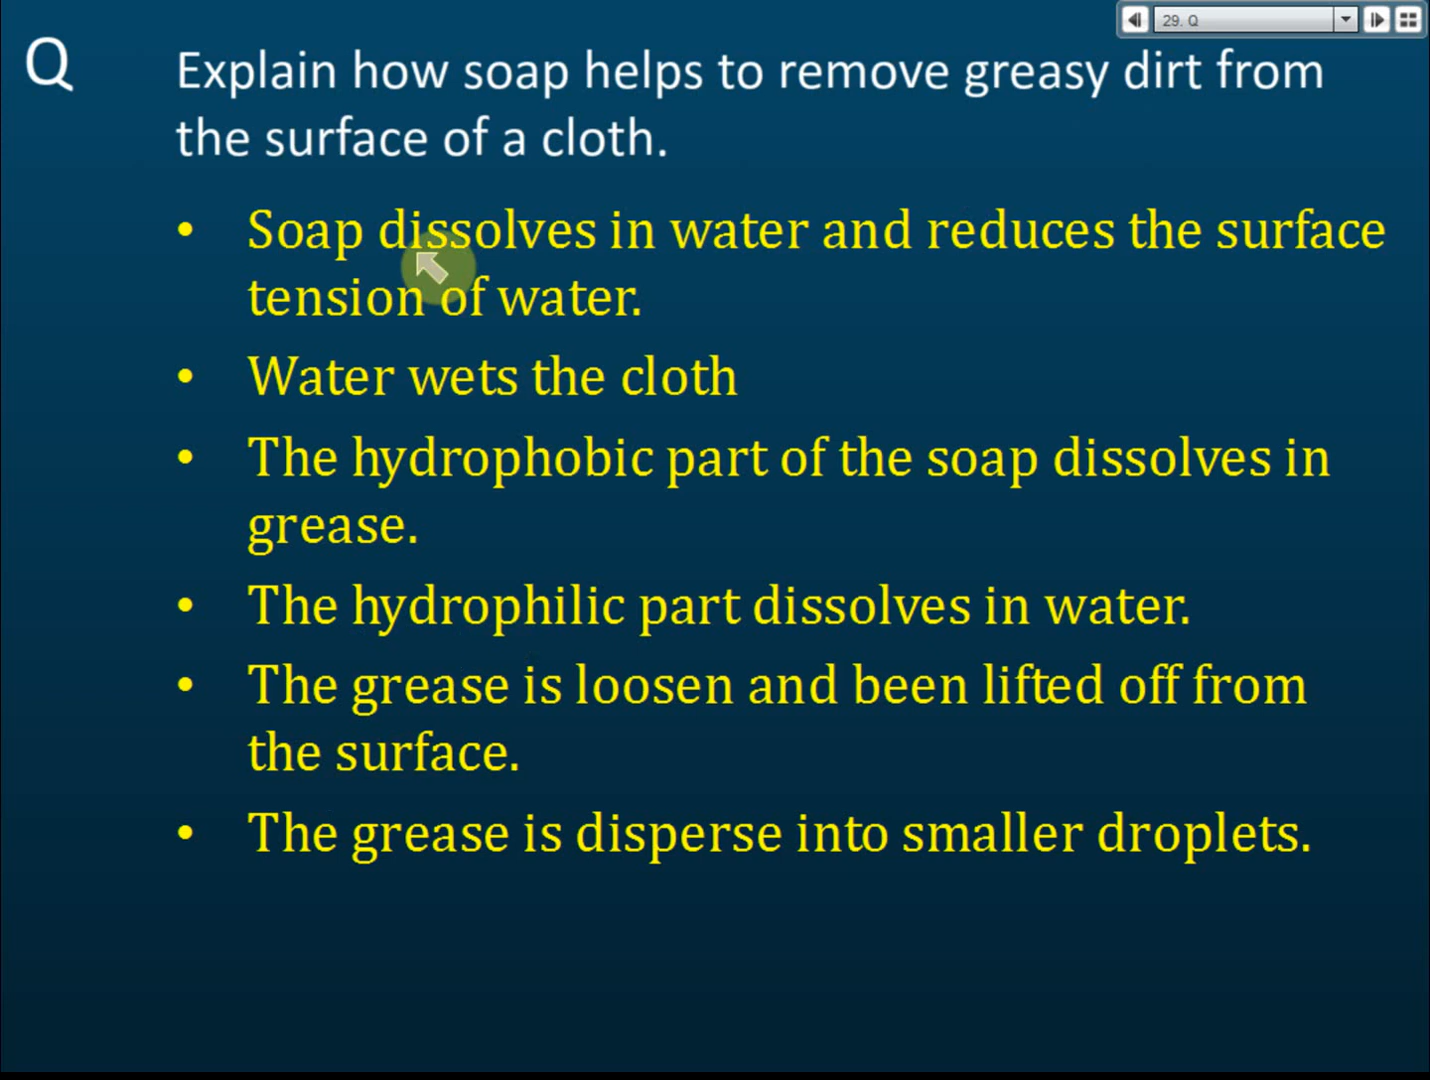 29. Q
Q
Explain how soap helps to remove greasy dirt from
the surface of a cloth.
• Soap dissolves in water and reduces the surface
tension of water.
• Water wets the cloth
• The hydrophobic part of the soap dissolves in
grease.
• The hydrophilic part dissolves in water.
• The grease is loosen and been lifted off from
the surface.
• The grease is disperse into smaller droplets.